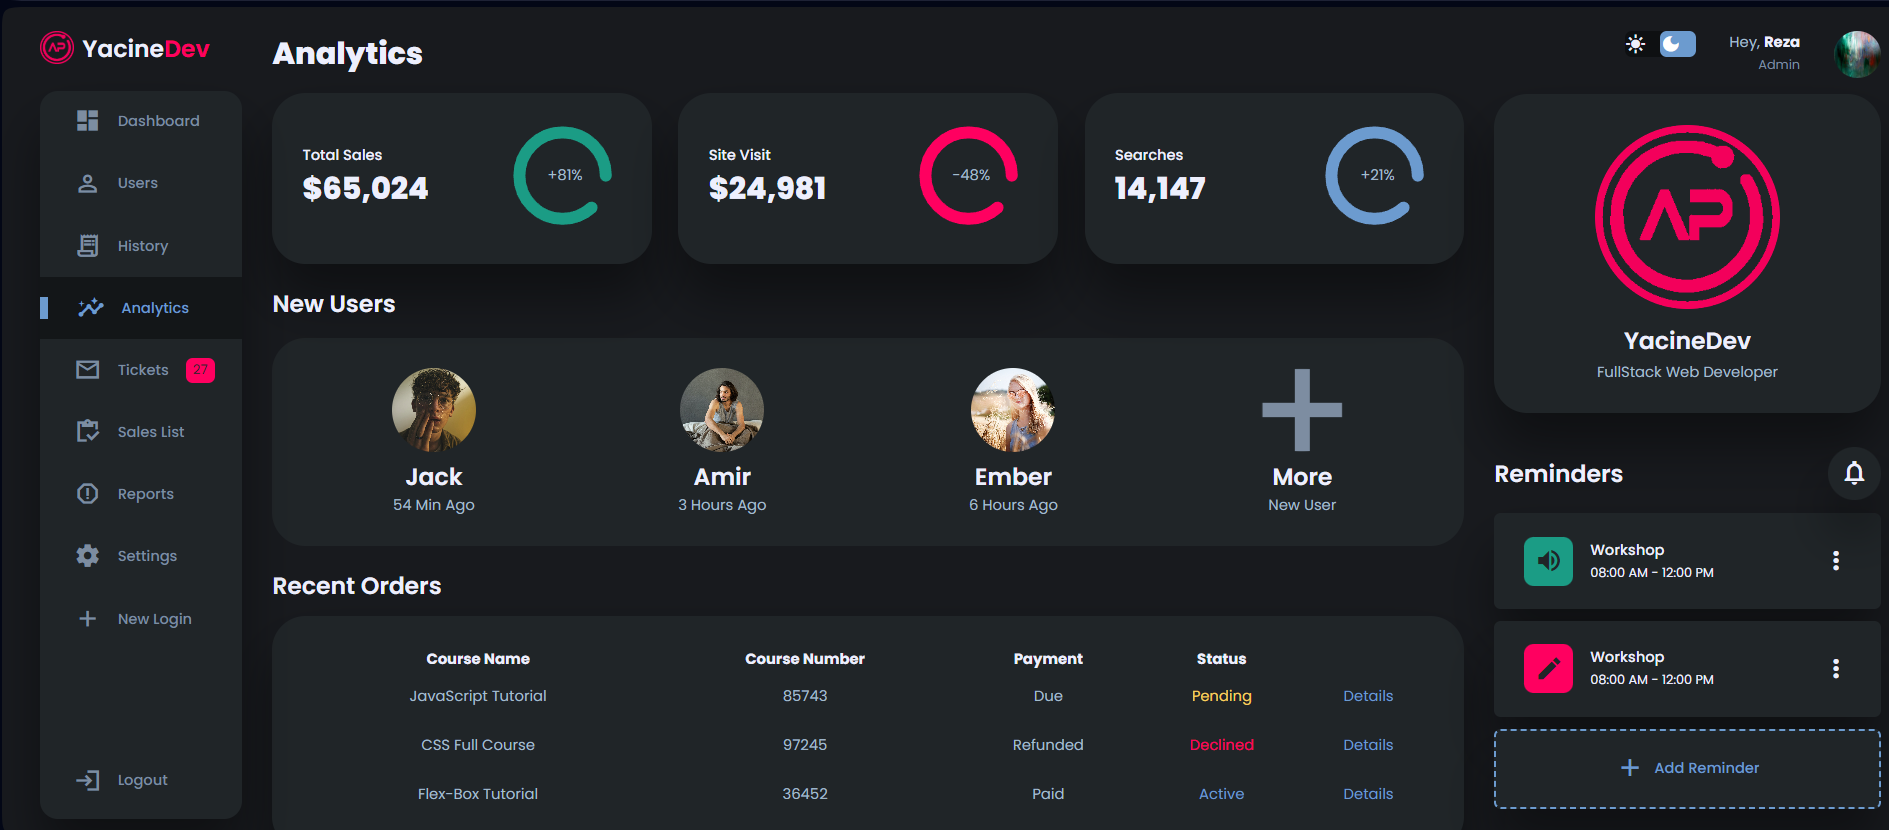 YacineDev
Dashboard
Users
History
Analytics
Tickets 27
Sales List
Reports
Settings
New Login
Logout
Analytics
Total Sales
$65,024
+81%
Site Visit
$24,981
-48%
Searches
14,147
+21%
New Users
Jack
54 Min Ago
Amir
3 Hours Ago
Ember
6 Hours Ago
More
New User
Recent Orders
Course Name Course Number Payment Status
JavaScript Tutorial 85743 Due Pending Details
CSS Full Course 97245 Refunded Declined Details
Flex-Box Tutorial 36452 Paid Active Details
Hey, Reza
Admin
AP
YacineDev
FullStack Web Developer
Reminders
Workshop
08:00 AM - 12:00 PM
Workshop
08:00 AM - 12:00 PM
Add Reminder